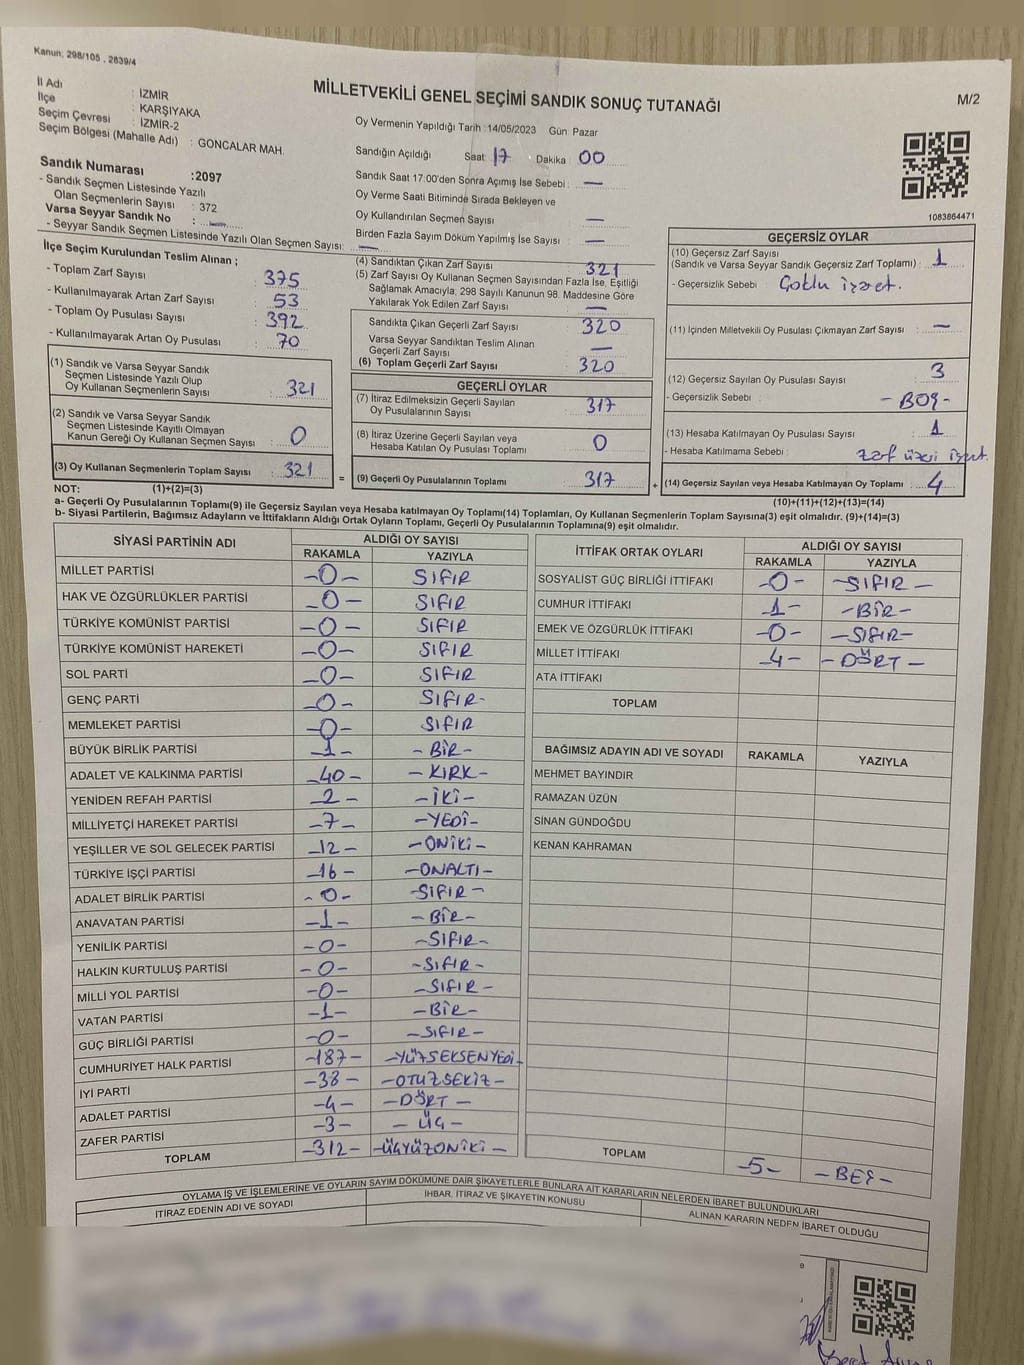 Kanun, 298/105 , 2839/4
MİLLETVEKİLİ GENEL SEÇİMİ SANDIK SONUÇ TUTANAĞI
M/2
İl Adı : İZMİR
İlçe : KARŞIYAKA
Seçim Çevresi : İZMİR-2
Seçim Bölgesi (Mahalle Adı) : GONCALAR MAH.
Sandık Numarası :2097
- Sandık Seçmen Listesinde Yazılı
Olan Seçmenlerin Sayısı : 372
Varsa Seyyar Sandık No : —
- Seyyar Sandık Seçmen Listesinde Yazılı Olan Seçmen Sayısı: —
Oy Vermenin Yapıldığı Tarih :14/05/2023 Gün: Pazar
Sandığın Açıldığı Saat: 17 Dakika 00
Sandık Saat 17:00'den Sonra Açımış İse Sebebi : —
Oy Verme Saati Bitiminde Sırada Bekleyen ve
Oy Kullandırılan Seçmen Sayısı —
Birden Fazla Sayım Döküm Yapılmış İse Sayısı : —
1083864471
İlçe Seçim Kurulundan Teslim Alınan ;
- Toplam Zarf Sayısı : 375
- Kullanılmayarak Artan Zarf Sayısı : 53
- Toplam Oy Pusulası Sayısı : 392
- Kullanılmayarak Artan Oy Pusulası : 70
(1) Sandık ve Varsa Seyyar Sandık
Seçmen Listesinde Yazılı Olup
Oy Kullanan Seçmenlerin Sayısı : 321
(2) Sandık ve Varsa Seyyar Sandık
Seçmen Listesinde Kayıtlı Olmayan
Kanun Gereği Oy Kullanan Seçmen Sayısı : 0
(3) Oy Kullanan Seçmenlerin Toplam Sayısı : 321
(4) Sandıktan Çıkan Zarf Sayısı : 321
(5) Zarf Sayısı Oy Kullanan Seçmen Sayısından Fazla İse, Eşitliği
Sağlamak Amacıyla; 298 Sayılı Kanunun 98. Maddesine Göre
Yakılarak Yok Edilen Zarf Sayısı : —
Sandıkta Çıkan Geçerli Zarf Sayısı : 320
Varsa Seyyar Sandıktan Teslim Alınan
Geçerli Zarf Sayısı : —
(6) Toplam Geçerli Zarf Sayısı : 320
GEÇERLİ OYLAR
(7) İtiraz Edilmeksizin Geçerli Sayılan
Oy Pusulalarının Sayısı : 317
(8) İtiraz Üzerine Geçerli Sayılan veya
Hesaba Katılan Oy Pusulası Toplamı : 0
= (9) Geçerli Oy Pusulalarının Toplamı : 317 +
GEÇERSİZ OYLAR
(10) Geçersiz Zarf Sayısı
(Sandık ve Varsa Seyyar Sandık Geçersiz Zarf Toplamı) : 1
- Geçersizlik Sebebi : Çoklu işaret.
(11) İçinden Milletvekili Oy Pusulası Çıkmayan Zarf Sayısı : —
(12) Geçersiz Sayılan Oy Pusulası Sayısı : 3
- Geçersizlik Sebebi : -BOŞ-
(13) Hesaba Katılmayan Oy Pusulası Sayısı : 1
- Hesaba Katılmama Sebebi : zarf üzeri işaret.
(14) Geçersiz Sayılan veya Hesaba Katılmayan Oy Toplamı : 4
NOT: (1)+(2)=(3)
(10)+(11)+(12)+(13)=(14)
a- Geçerli Oy Pusulalarının Toplamı(9) ile Geçersiz Sayılan veya Hesaba katılmayan Oy Toplamı(14) Toplamları, Oy Kullanan Seçmenlerin Toplam Sayısına(3) eşit olmalıdır. (9)+(14)=(3)
b- Siyasi Partilerin, Bağımsız Adayların ve İttifakların Aldığı Ortak Oyların Toplamı, Geçerli Oy Pusulalarının Toplamına(9) eşit olmalıdır.
SİYASİ PARTİNİN ADI ALDIĞI OY SAYISI
RAKAMLA YAZIYLA
MİLLET PARTİSİ -0- SIFIR
HAK VE ÖZGÜRLÜKLER PARTİSİ -0- SIFIR
TÜRKİYE KOMÜNİST PARTİSİ -0- SIFIR
TÜRKİYE KOMÜNİST HAREKETİ -0- SIFIR
SOL PARTİ -0- SIFIR
GENÇ PARTİ -0- SIFIR-
MEMLEKET PARTİSİ -0- SIFIR
BÜYÜK BİRLİK PARTİSİ -1- -BİR-
ADALET VE KALKINMA PARTİSİ -40- -KIRK-
YENİDEN REFAH PARTİSİ -2- -İKİ-
MİLLİYETÇİ HAREKET PARTİSİ -7- -YEDİ-
YEŞİLLER VE SOL GELECEK PARTİSİ -12- -ONİKİ-
TÜRKİYE İŞÇİ PARTİSİ -16- -ONALTI-
ADALET BİRLİK PARTİSİ -0- -SIFIR-
ANAVATAN PARTİSİ -1- -BİR-
YENİLİK PARTİSİ -0- -SIFIR-
HALKIN KURTULUŞ PARTİSİ -0- -SIFIR-
MİLLİ YOL PARTİSİ -0- -SIFIR-
VATAN PARTİSİ -1- -BİR-
GÜÇ BİRLİĞİ PARTİSİ -0- -SIFIR-
CUMHURİYET HALK PARTİSİ -187- -YÜZSEKSENYEDİ-
İYİ PARTİ -38- -OTUZSEKİZ-
ADALET PARTİSİ -4- -DÖRT-
ZAFER PARTİSİ -3- -ÜÇ-
TOPLAM -312- -ÜÇYÜZONİKİ-
İTTİFAK ORTAK OYLARI ALDIĞI OY SAYISI
RAKAMLA YAZIYLA
SOSYALİST GÜÇ BİRLİĞİ İTTİFAKI -0- -SIFIR-
CUMHUR İTTİFAKI -1- -BİR-
EMEK VE ÖZGÜRLÜK İTTİFAKI -0- -SIFIR-
MİLLET İTTİFAKI -4- -DÖRT-
ATA İTTİFAKI
TOPLAM
BAĞIMSIZ ADAYIN ADI VE SOYADI RAKAMLA YAZIYLA
MEHMET BAYINDIR
RAMAZAN ÜZÜN
SİNAN GÜNDOĞDU
KENAN KAHRAMAN
TOPLAM -5- -BEŞ-
OYLAMA İŞ VE İŞLEMLERİNE VE OYLARIN SAYIM DÖKÜMÜNE DAİR ŞİKAYETLERLE BUNLARA AİT KARARLARIN NELERDEN İBARET BULUNDUKLARI
İTİRAZ EDENİN ADI VE SOYADI İHBAR, İTİRAZ VE ŞİKAYETİN KONUSU ALINAN KARARIN NEDEN İBARET OLDUĞU